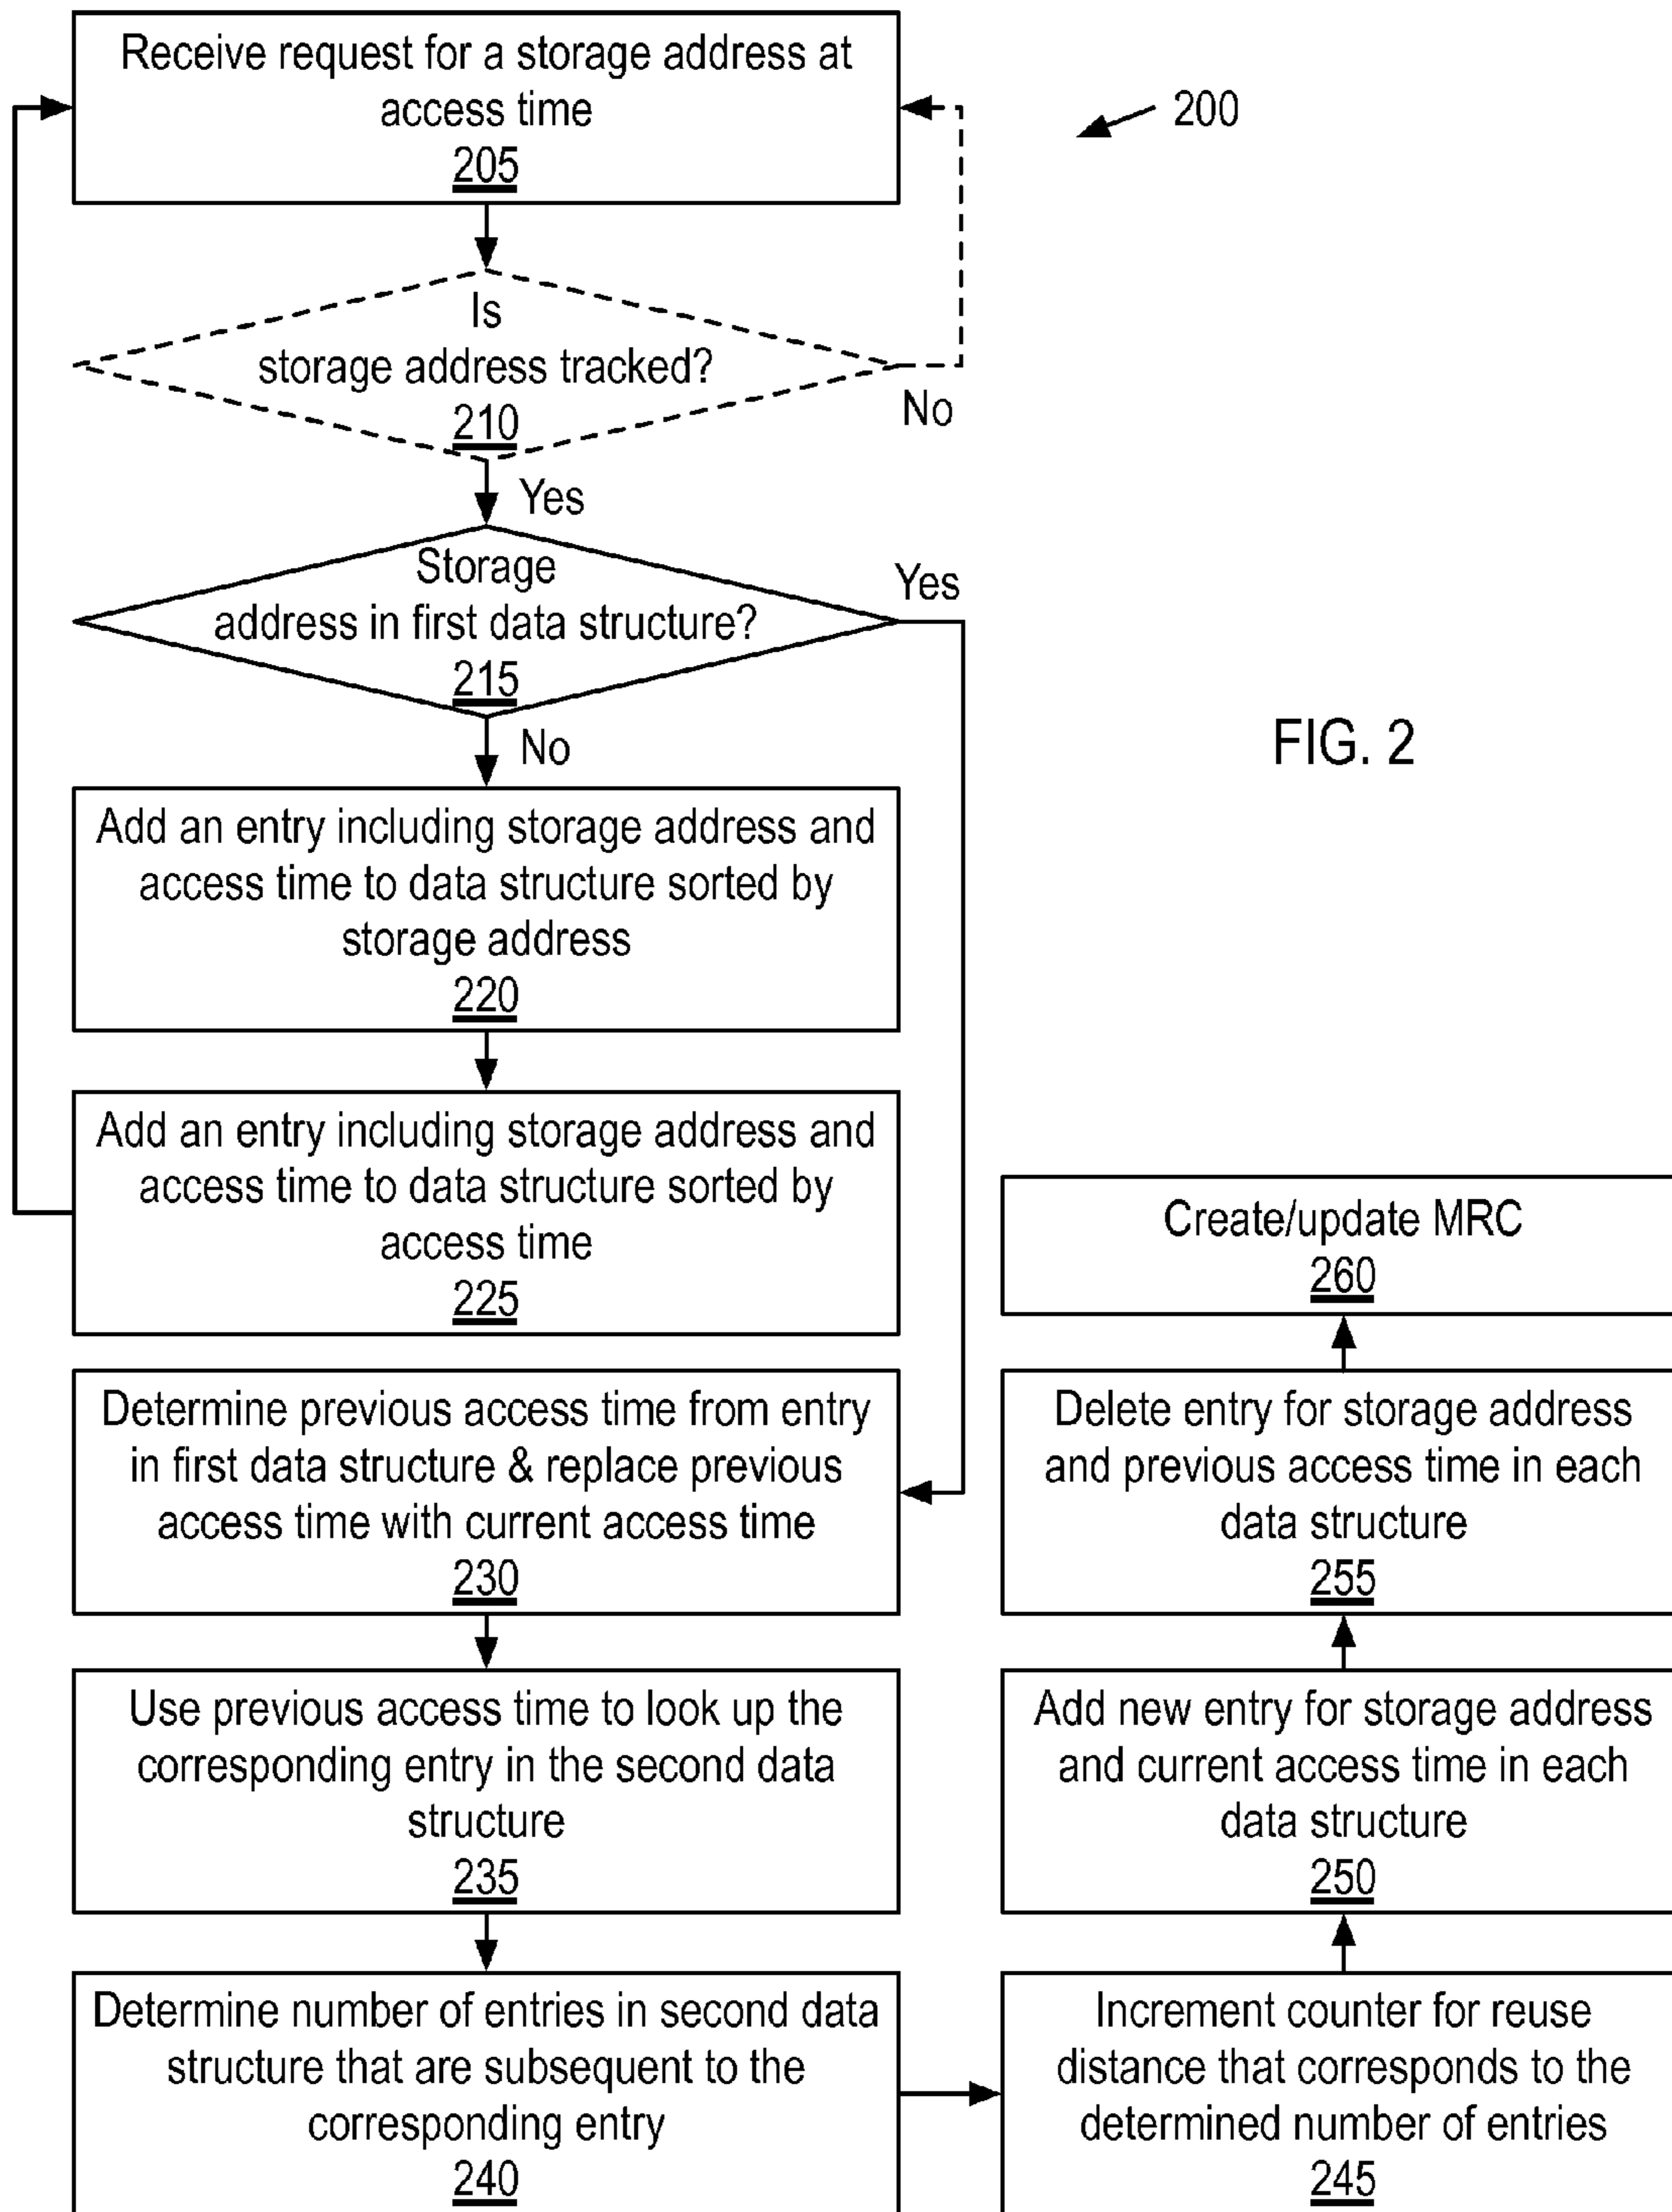 Receive request for a storage address at
access time
205
200
Is
storage address tracked?
210
No
Yes
Storage
address in first data structure?
215
Yes
No
FIG. 2
Add an entry including storage address and
access time to data structure sorted by
storage address
220
Add an entry including storage address and
access time to data structure sorted by
access time
225
Determine previous access time from entry
in first data structure & replace previous
access time with current access time
230
Use previous access time to look up the
corresponding entry in the second data
structure
235
Determine number of entries in second data
structure that are subsequent to the
corresponding entry
240
Increment counter for reuse
distance that corresponds to the
determined number of entries
245
Add new entry for storage address
and current access time in each
data structure
250
Delete entry for storage address
and previous access time in each
data structure
255
Create/update MRC
260